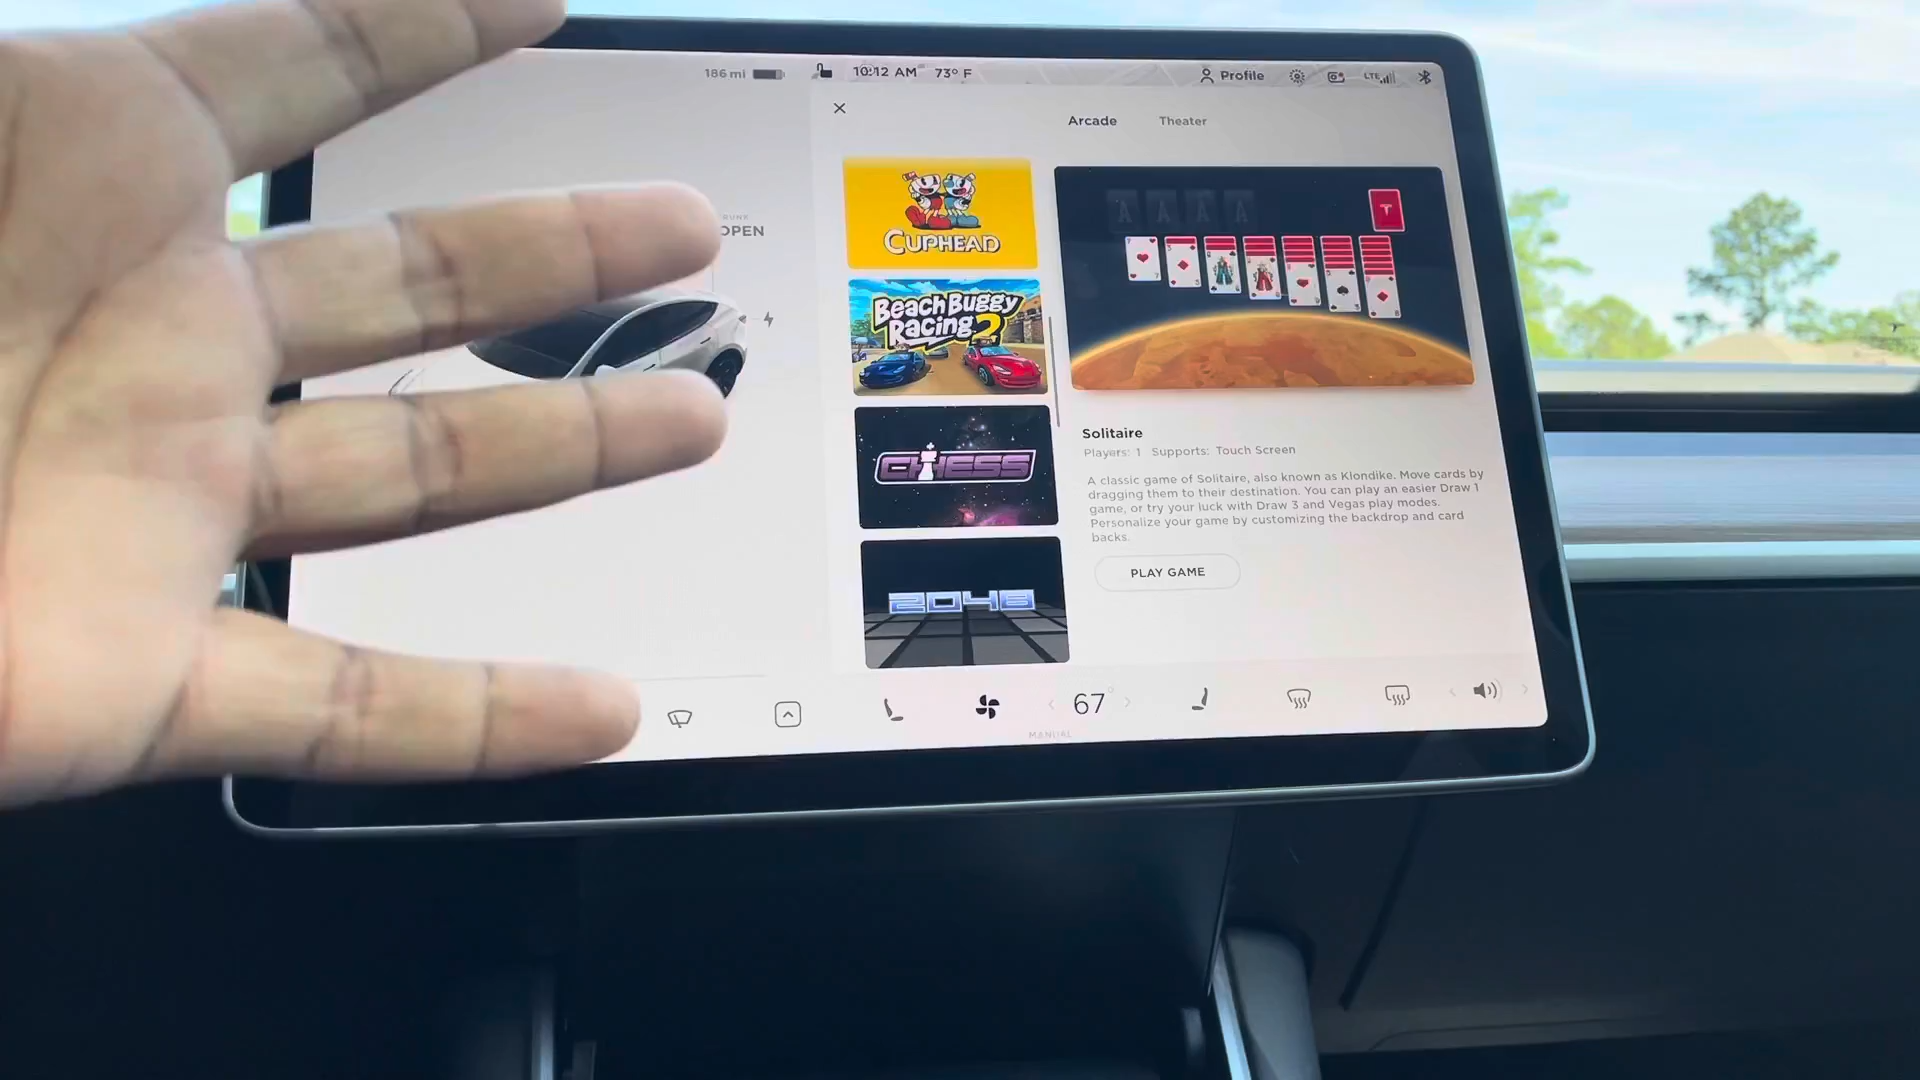 186 mi
10:12 AM
73° F
Profile
LTE
Arcade
Theater
OPEN
CUPHEAD
Beach Buggy
Racing 2
CHESS
2048
A A A A
T
Solitaire
Players: 1 Supports: Touch Screen
A classic game of Solitaire, also known as Klondike. Move cards by
dragging them to their destination. You can play an easier Draw 1
game, or try your luck with Draw 3 and Vegas play modes.
Personalize your game by customizing the backdrop and card
backs.
PLAY GAME
67°
MANUAL